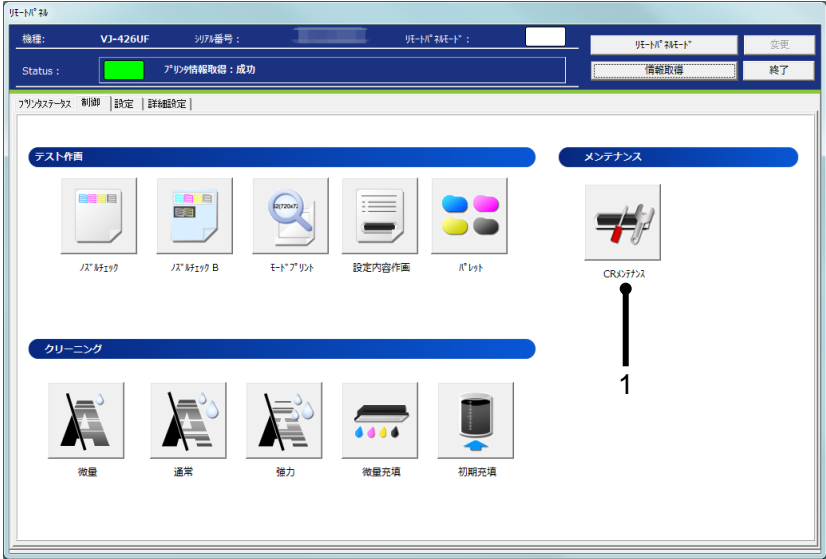 ﾘﾓｰﾄﾊﾟﾈﾙ
機種: VJ-426UF ｼﾘｱﾙ番号： ﾘﾓｰﾄﾊﾟﾈﾙﾓｰﾄﾞ： ﾘﾓｰﾄﾊﾟﾈﾙﾓｰﾄﾞ 変更
Status： ﾌﾟﾘﾝﾀ情報取得：成功 情報取得 終了
ﾌﾟﾘﾝﾀｽﾃｰﾀｽ 制御 設定 詳細設定
テスト作画 メンテナンス
52(720x7
ﾉｽﾞﾙﾁｪｯｸ ﾉｽﾞﾙﾁｪｯｸ B ﾓｰﾄﾞﾌﾟﾘﾝﾄ 設定内容作画 ﾊﾟﾚｯﾄ CRﾒﾝﾃﾅﾝｽ
1
クリーニング
微量 通常 強力 微量充填 初期充填